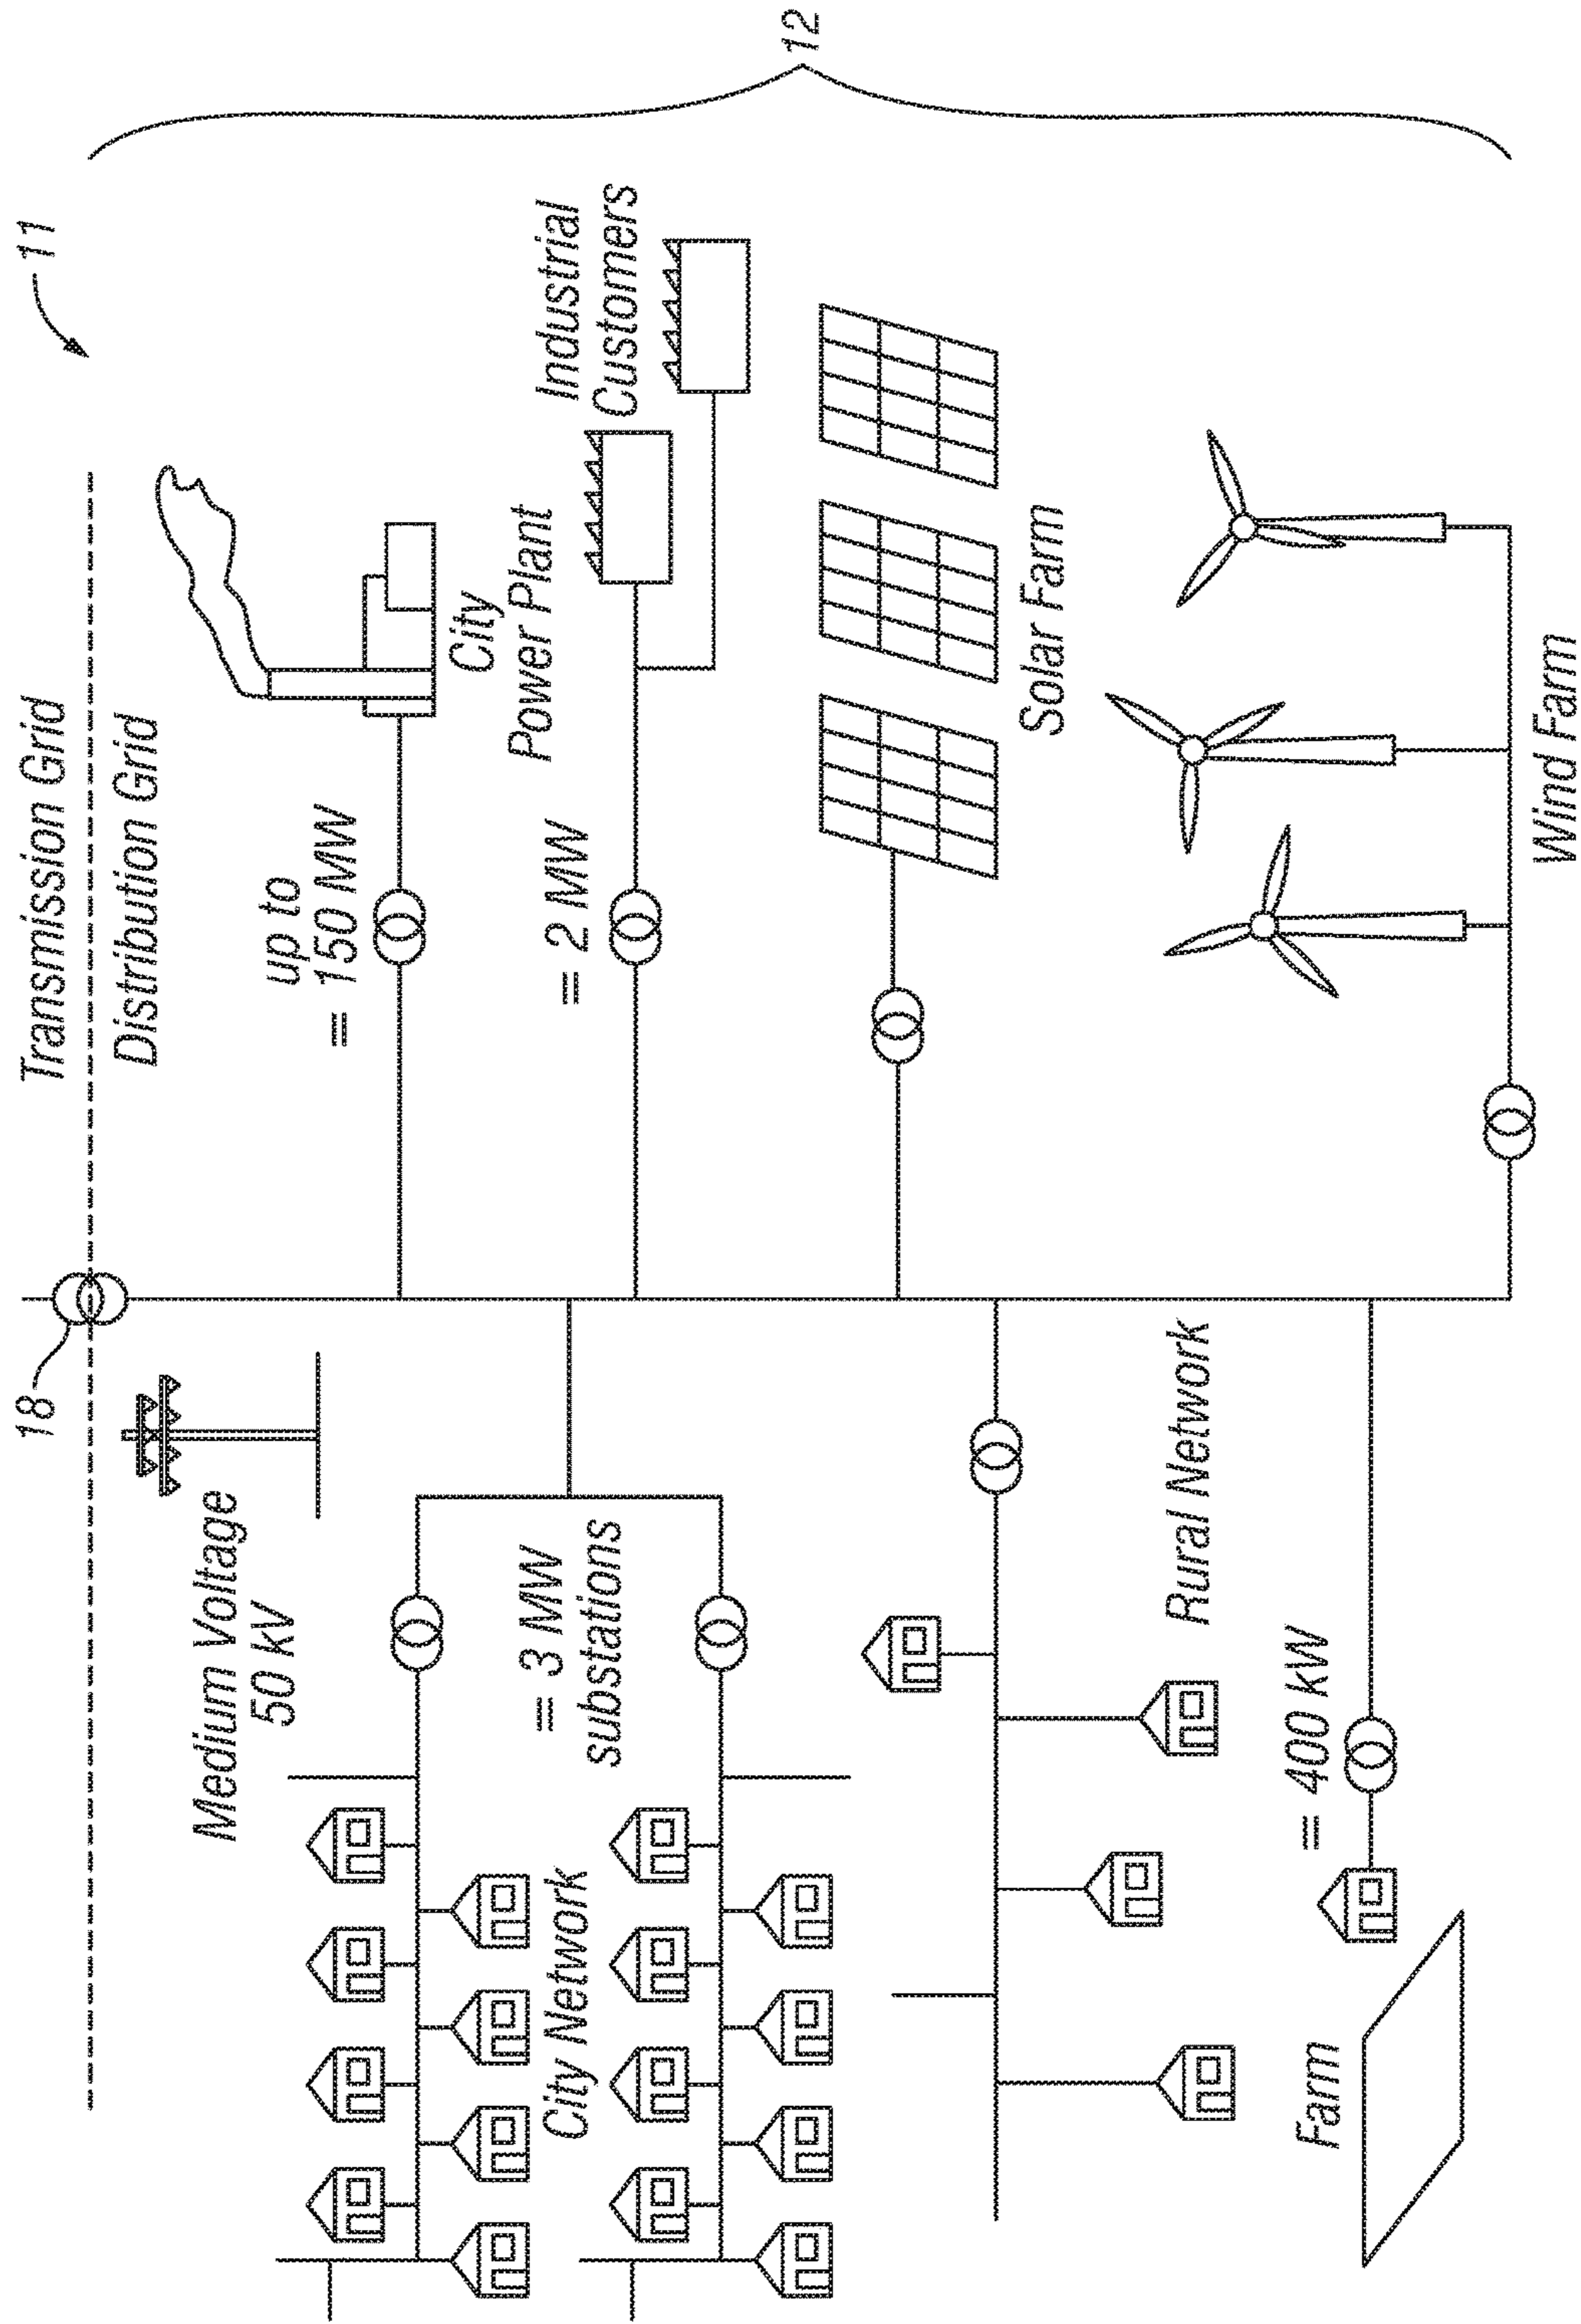 11
Transmission Grid
Distribution Grid
18
Medium Voltage
50 kV
up to
= 150 MW
City
Power Plant
= 2 MW
Industrial
Customers
12
= 3 MW
substations
City Network
Solar Farm
Rural Network
= 400 kW
Farm
Wind Farm